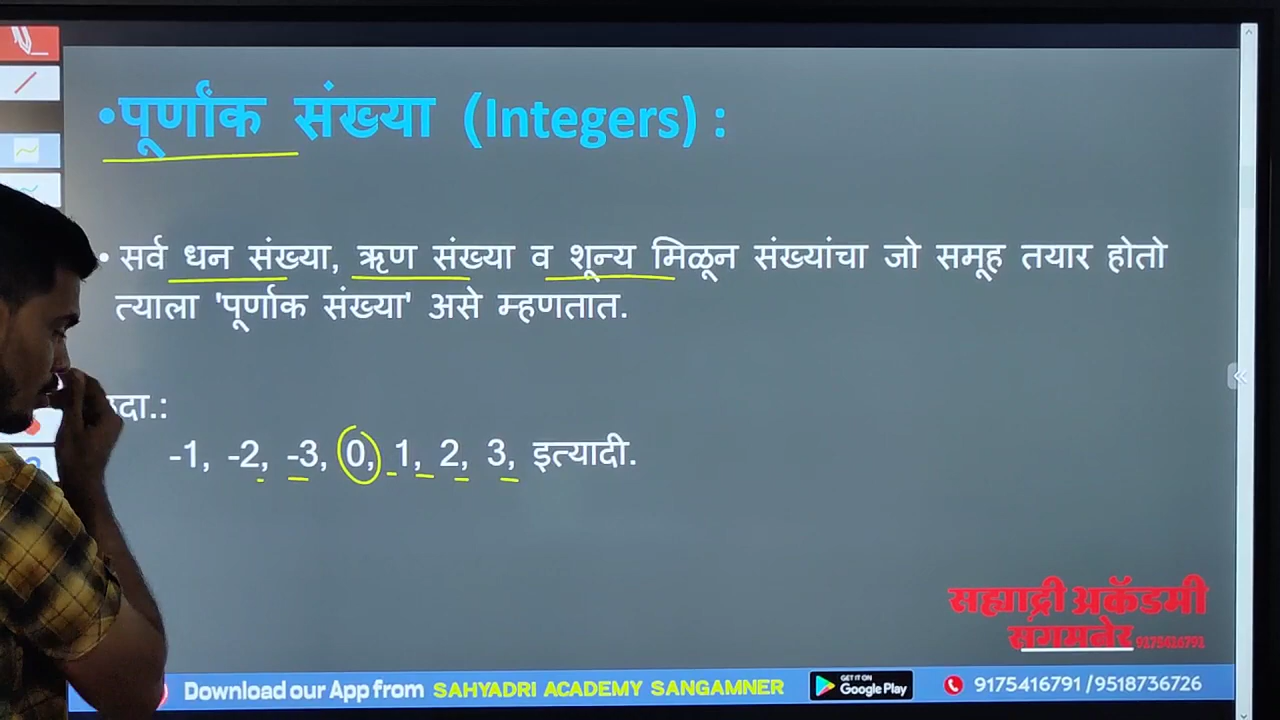 •पूर्णांक संख्या (Integers) :
• सर्व धन संख्या, ऋण संख्या व शून्य मिळून संख्यांचा जो समूह तयार होतो
त्याला 'पूर्णाक संख्या' असे म्हणतात.
-1, -2, -3, 0, 1, 2, 3, इत्यादी.
सह्याद्री अकॅडमी
संगमनेर
Download our App from SAHYADRI ACADEMY SANGAMNER GET IT ON Google Play 9175416791 /9518736726